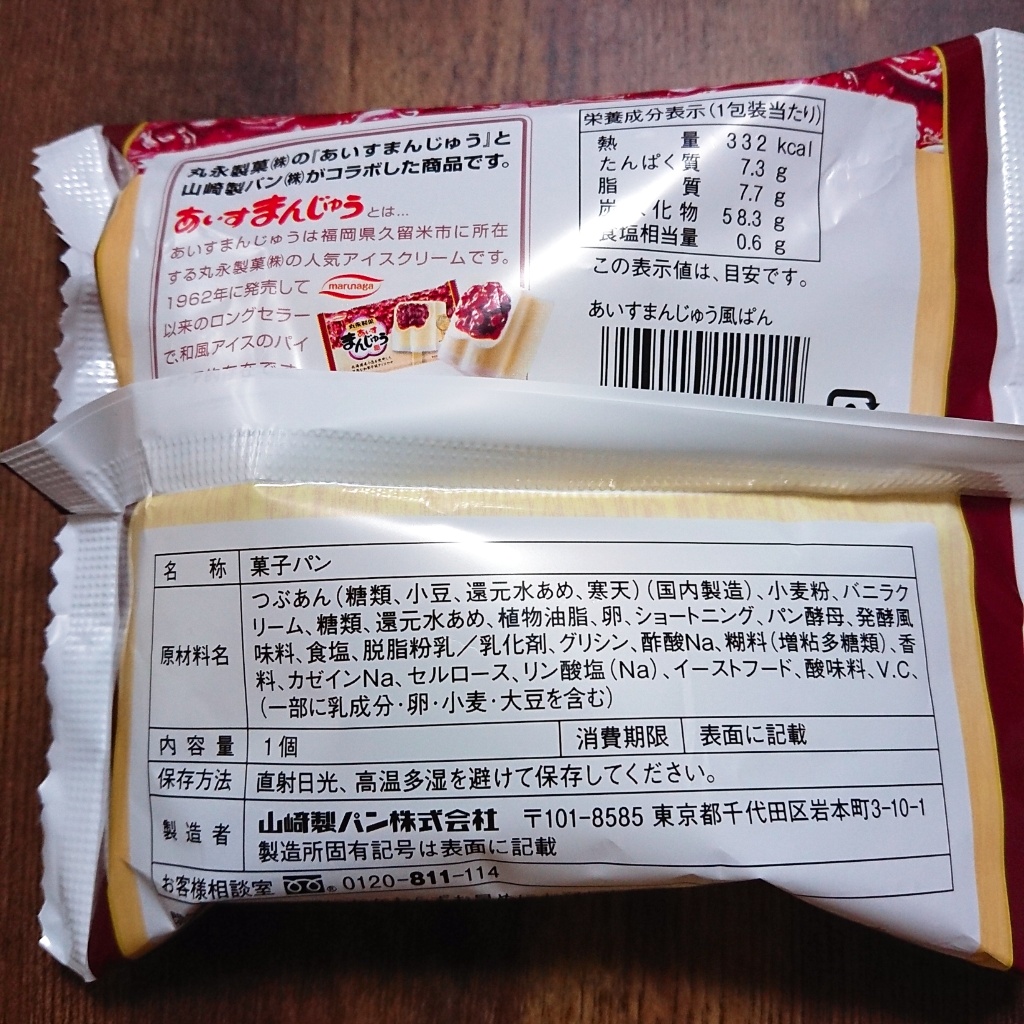 丸永製菓㈱の『あいすまんじゅう』と
山崎製パン㈱がコラボした商品です。
あいすまんじゅうとは…
あいすまんじゅうは福岡県久留米市に所在
する丸永製菓㈱の人気アイスクリームです。
1962年に発売して
以来のロングセラー
で、和風アイスのパイ
marunaga
丸永製菓
あいす
まんじゅう
栄養成分表示(1包装当たり)
熱量 332 kcal
たんぱく質 7.3 g
脂質 7.7 g
炭水化物 58.3 g
食塩相当量 0.6 g
この表示値は、目安です。
あいすまんじゅう風ぱん
名称 菓子パン
原材料名 つぶあん(糖類、小豆、還元水あめ、寒天)(国内製造)、小麦粉、バニラク
リーム、糖類、還元水あめ、植物油脂、卵、ショートニング、パン酵母、発酵風
味料、食塩、脱脂粉乳／乳化剤、グリシン、酢酸Na、糊料(増粘多糖類)、香
料、カゼインNa、セルロース、リン酸塩(Na)、イーストフード、酸味料、V.C、
(一部に乳成分・卵・小麦・大豆を含む)
内容量 1個 消費期限 表面に記載
保存方法 直射日光、高温多湿を避けて保存してください。
製造者 山崎製パン株式会社 〒101-8585 東京都千代田区岩本町3-10-1
製造所固有記号は表面に記載
お客様相談室 ® 0120-811-114